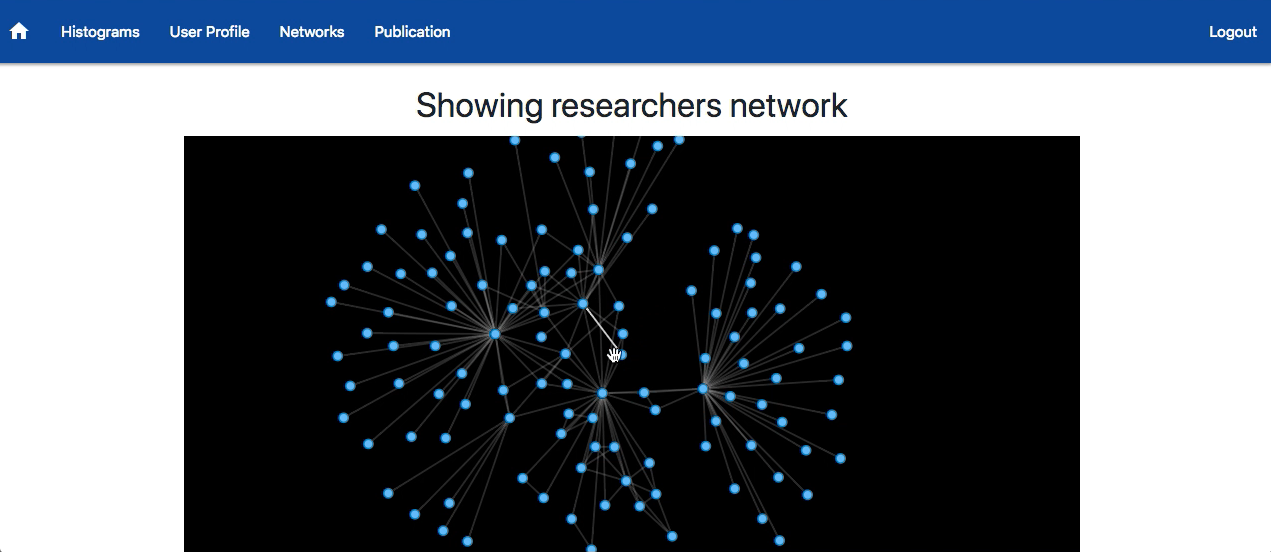 Histograms User Profile Networks Publication Logout
Showing researchers network